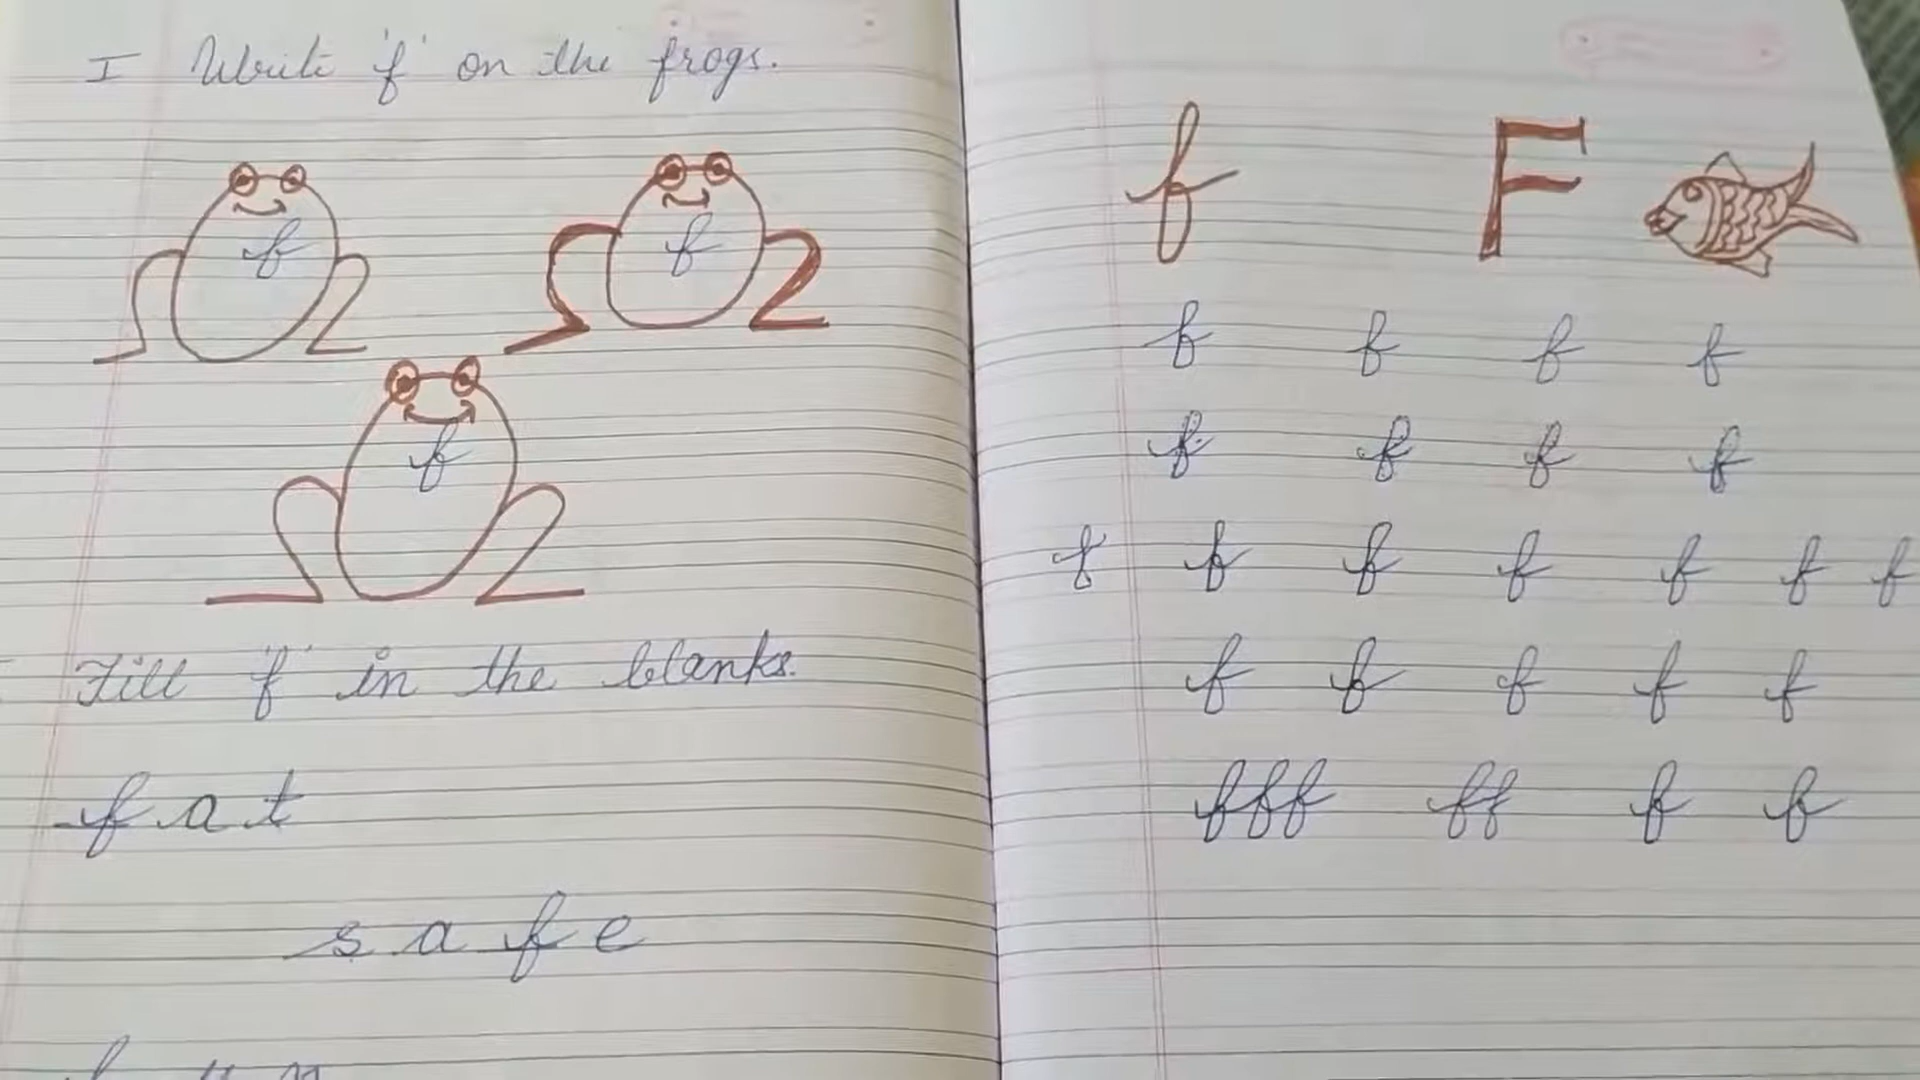 I Write 'f' on the frogs.
f f
f
Fill 'f' in the blanks.
f a t
s a f e
f F
f f f f
f f f f
f f f f f f f
f f f f f
fff ff f f